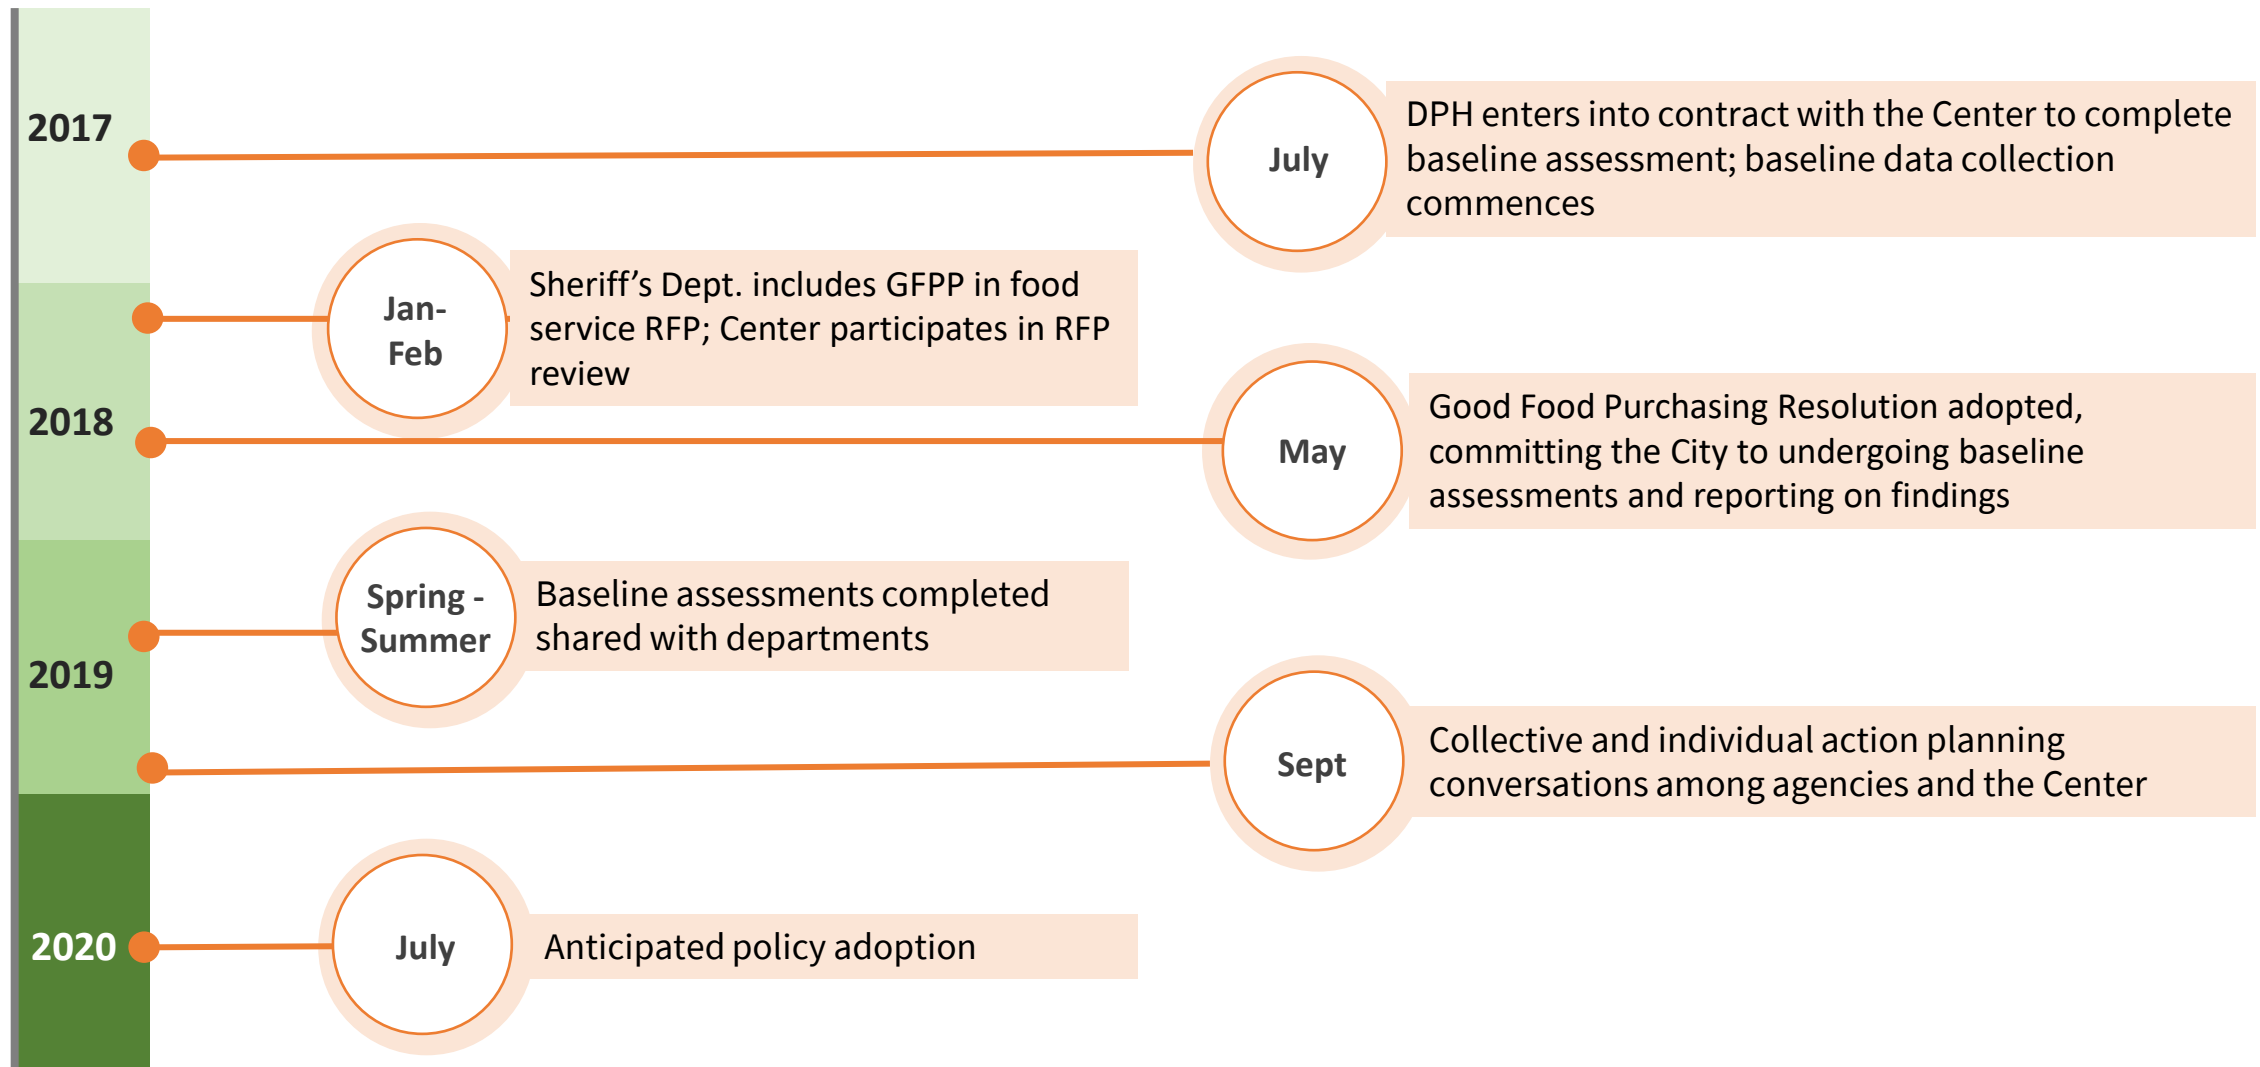 2017
July
DPH enters into contract with the Center to complete
baseline assessment; baseline data collection
commences
Jan-
Feb
Sheriff’s Dept. includes GFPP in food
service RFP; Center participates in RFP
review
2018
May
Good Food Purchasing Resolution adopted,
committing the City to undergoing baseline
assessments and reporting on findings
Spring -
Summer
Baseline assessments completed
shared with departments
2019
Sept
Collective and individual action planning
conversations among agencies and the Center
2020
July
Anticipated policy adoption